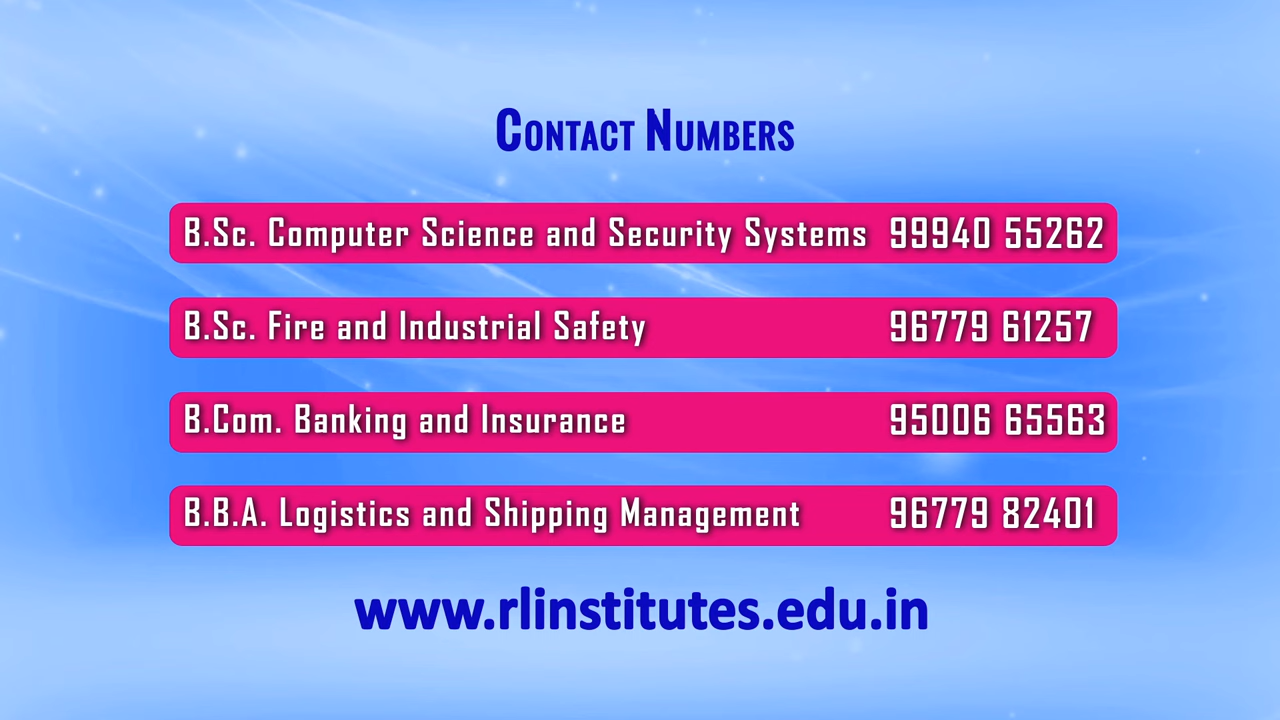 Contact Numbers
B.Sc. Computer Science and Security Systems 99940 55262
B.Sc. Fire and Industrial Safety 96779 61257
B.Com. Banking and Insurance 95006 65563
B.B.A. Logistics and Shipping Management 96779 82401
www.rlinstitutes.edu.in